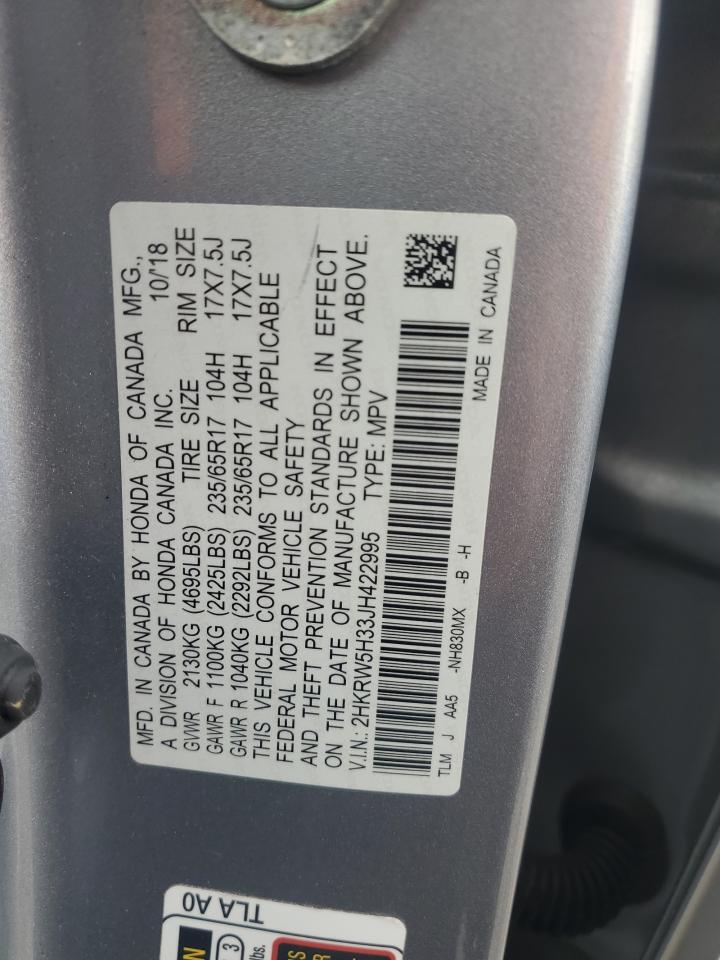 MFD. IN CANADA BY HONDA OF CANADA MFG.,
A DIVISION OF HONDA CANADA INC. 10/'18
GVWR 2130KG (4695LBS) TIRE SIZE RIM SIZE
GAWR F 1100KG (2425LBS) 235/65R17 104H 17X7.5J
GAWR R 1040KG (2292LBS) 235/65R17 104H 17X7.5J
THIS VEHICLE CONFORMS TO ALL APPLICABLE
FEDERAL MOTOR VEHICLE SAFETY
AND THEFT PREVENTION STANDARDS IN EFFECT
ON THE DATE OF MANUFACTURE SHOWN ABOVE.
V.I.N.: 2HKRW5H33JH422995 TYPE: MPV
TLM J AA5 -NH830MX -B -H
MADE IN CANADA
TLA A0
3
lbs.